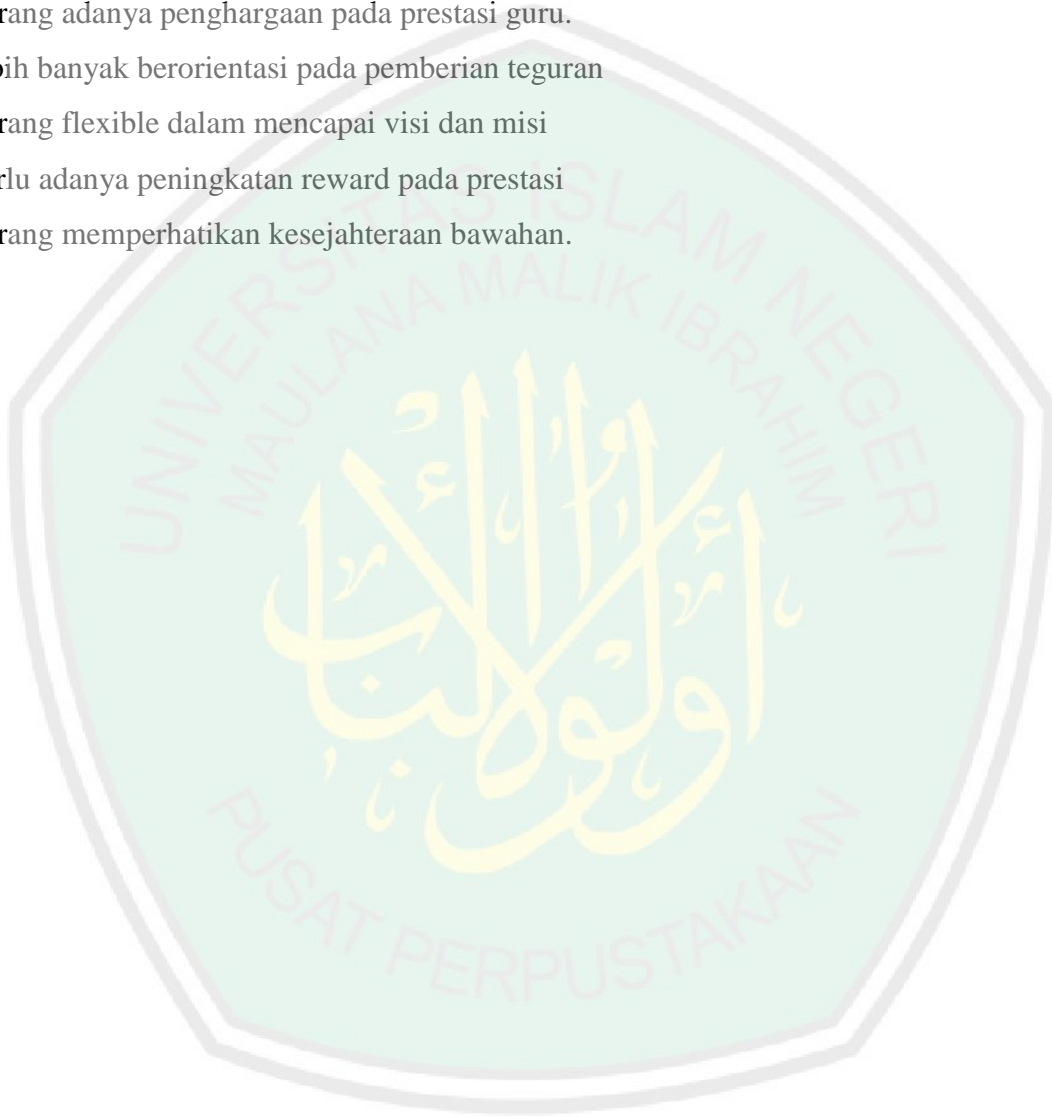 rang adanya penghargaan pada prestasi guru.
ih banyak berorientasi pada pemberian teguran
rang flexible dalam mencapai visi dan misi
rlu adanya peningkatan reward pada prestasi
rang memperhatikan kesejahteraan bawahan.
UNIVERSITAS ISLAM NEGERI
MAULANA MALIK IBRAHIM
PUSAT PERPUSTAKAAN